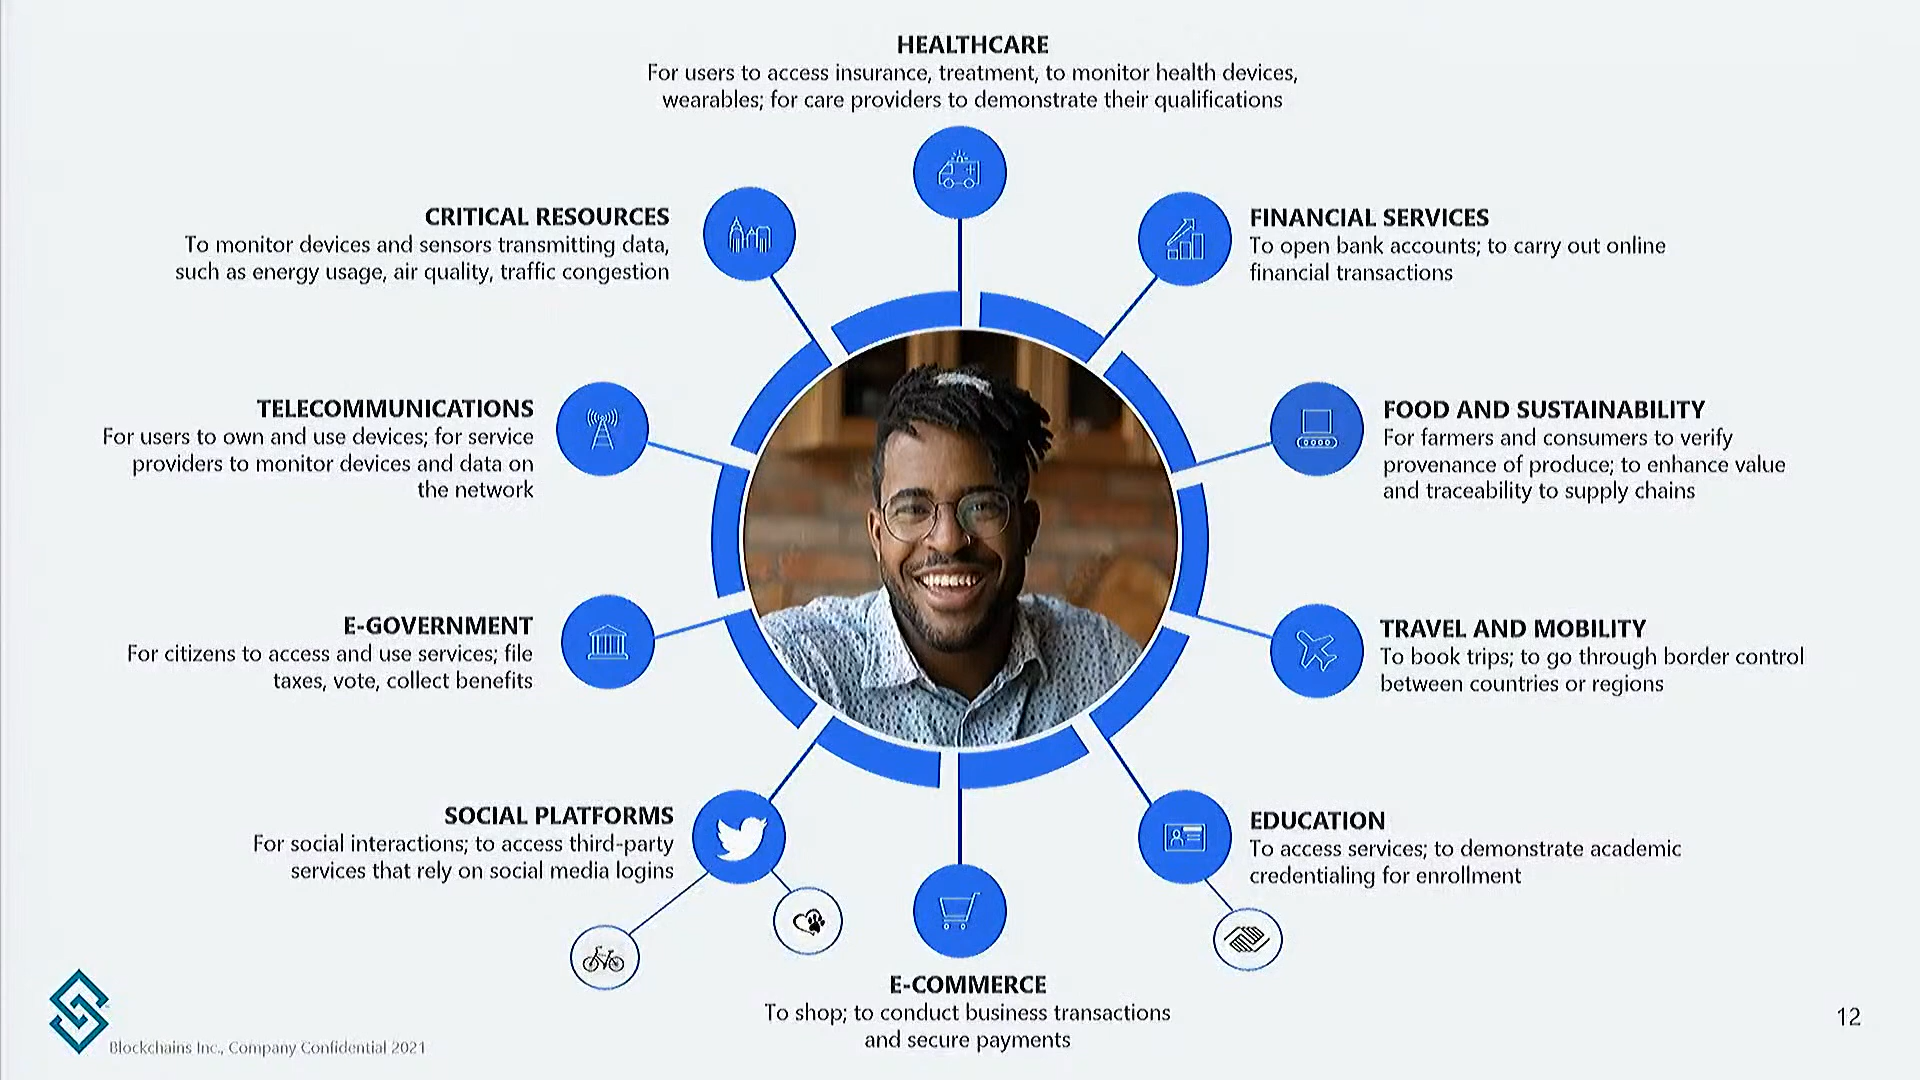 HEALTHCARE
For users to access insurance, treatment, to monitor health devices,
wearables; for care providers to demonstrate their qualifications
CRITICAL RESOURCES
To monitor devices and sensors transmitting data,
such as energy usage, air quality, traffic congestion
FINANCIAL SERVICES
To open bank accounts; to carry out online
financial transactions
TELECOMMUNICATIONS
For users to own and use devices; for service
providers to monitor devices and data on
the network
FOOD AND SUSTAINABILITY
For farmers and consumers to verify
provenance of produce; to enhance value
and traceability to supply chains
E-GOVERNMENT
For citizens to access and use services; file
taxes, vote, collect benefits
TRAVEL AND MOBILITY
To book trips; to go through border control
between countries or regions
SOCIAL PLATFORMS
For social interactions; to access third-party
services that rely on social media logins
EDUCATION
To access services; to demonstrate academic
credentialing for enrollment
E-COMMERCE
To shop; to conduct business transactions
and secure payments
Blockchains Inc., Company Confidential 2021
12